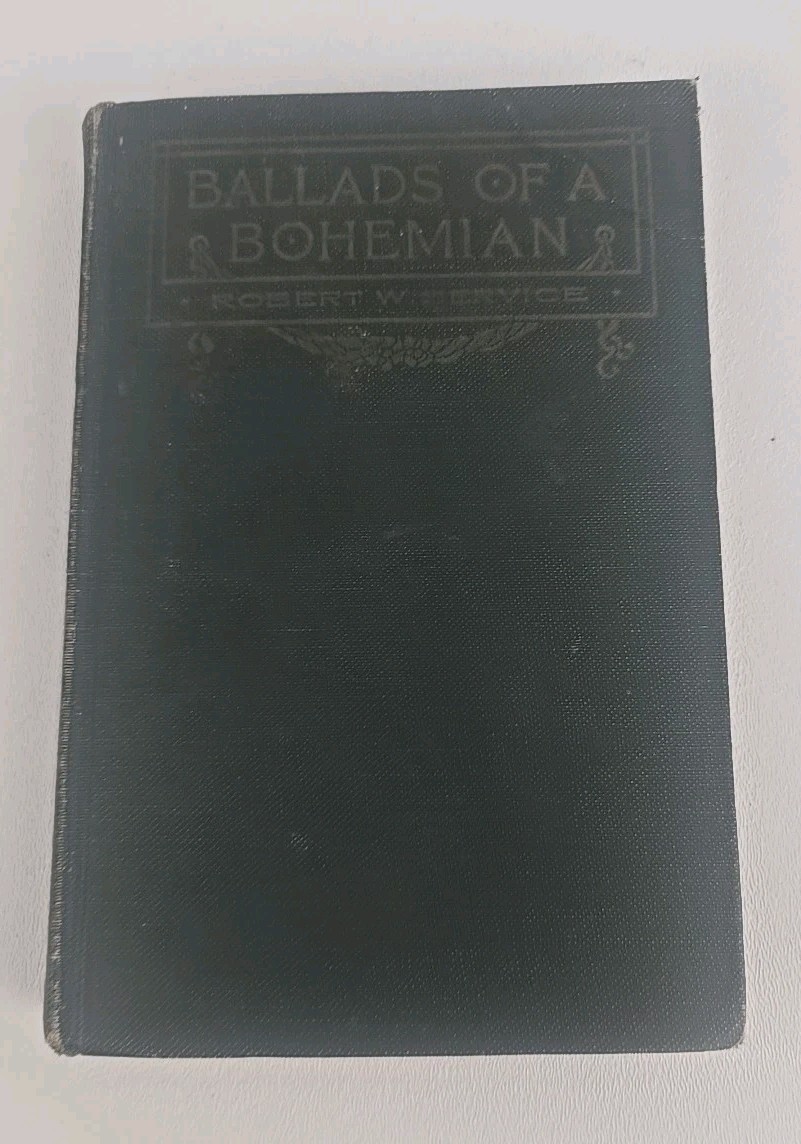 BALLADS OF A
BOHEMIAN
· ROBERT W. SERVICE ·